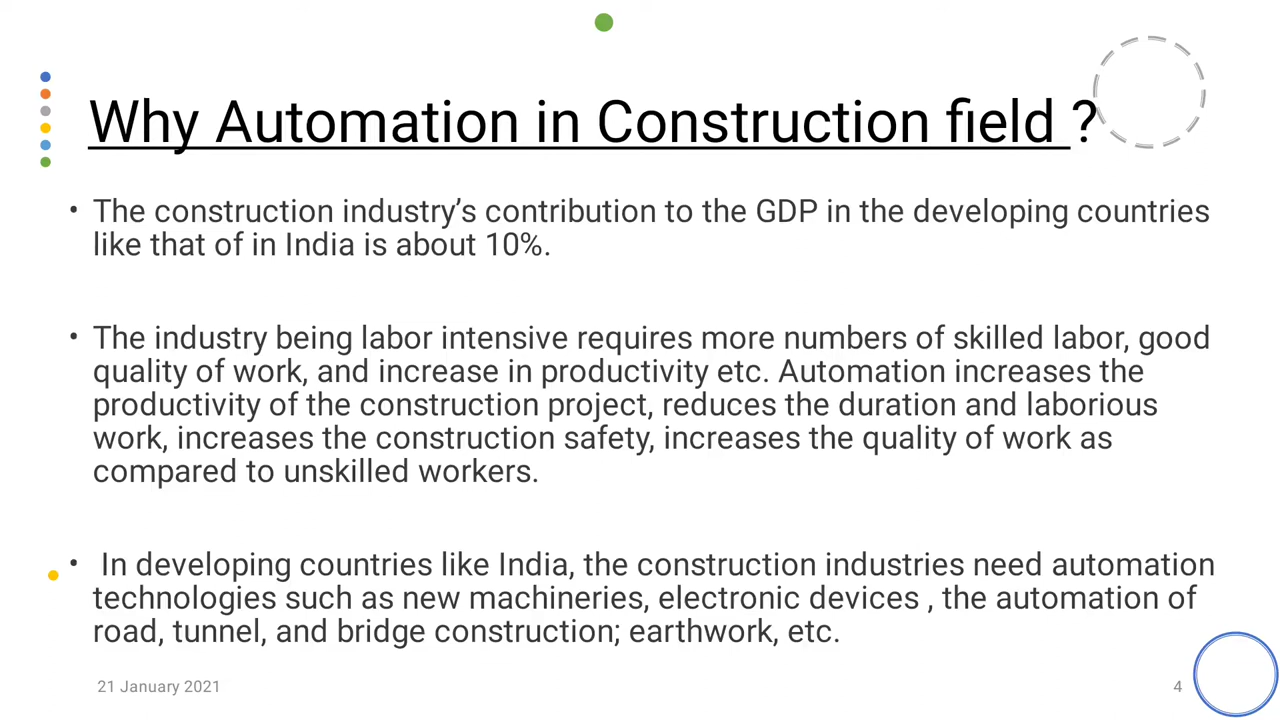 Why Automation in Construction field ?
• The construction industry’s contribution to the GDP in the developing countries
like that of in India is about 10%.
• The industry being labor intensive requires more numbers of skilled labor, good
quality of work, and increase in productivity etc. Automation increases the
productivity of the construction project, reduces the duration and laborious
work, increases the construction safety, increases the quality of work as
compared to unskilled workers.
• In developing countries like India, the construction industries need automation
technologies such as new machineries, electronic devices , the automation of
road, tunnel, and bridge construction; earthwork, etc.
21 January 2021
4